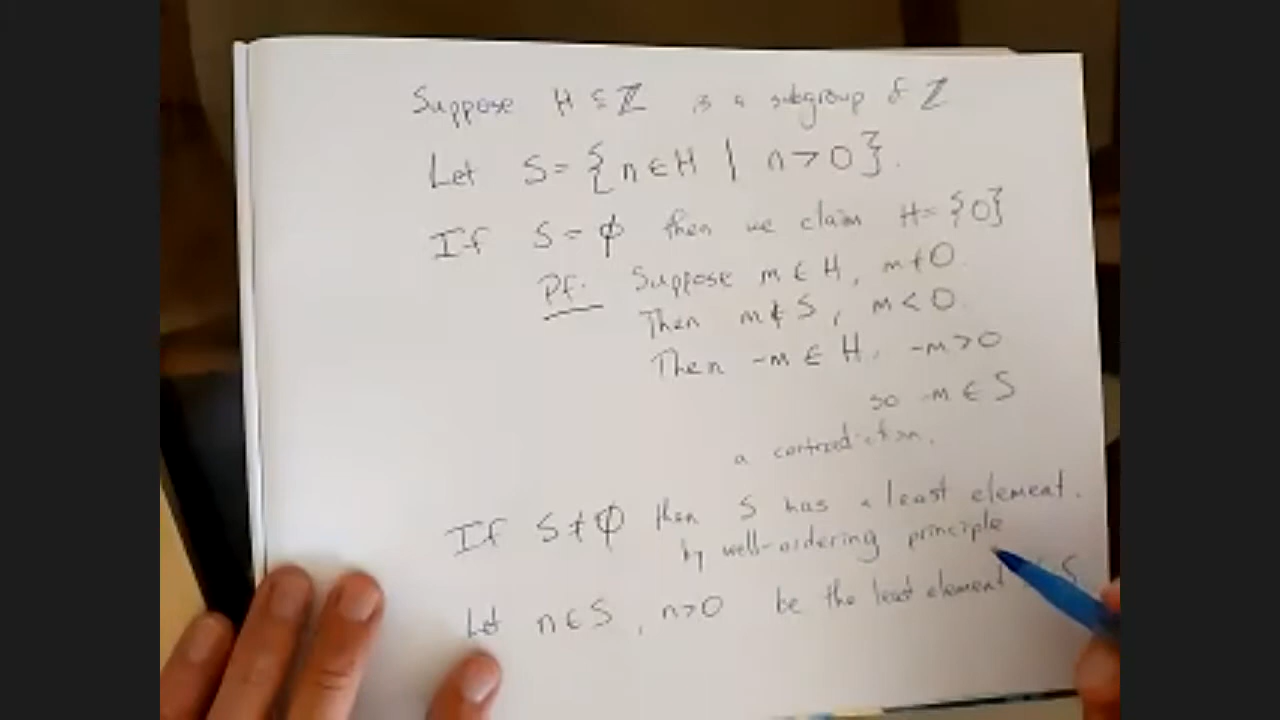 Suppose H ≤ ℤ is a subgroup of ℤ
Let S = {n ∈ H | n > 0}.
If S = ∅ then we claim H = {0}
Pf. Suppose m ∈ H, m ≠ 0.
Then m ∉ S, m < 0.
Then -m ∈ H, -m > 0
so -m ∈ S
a contradiction.
If S ≠ ∅ then S has a least element.
by well-ordering principle
Let n ∈ S, n > 0 be the least element S